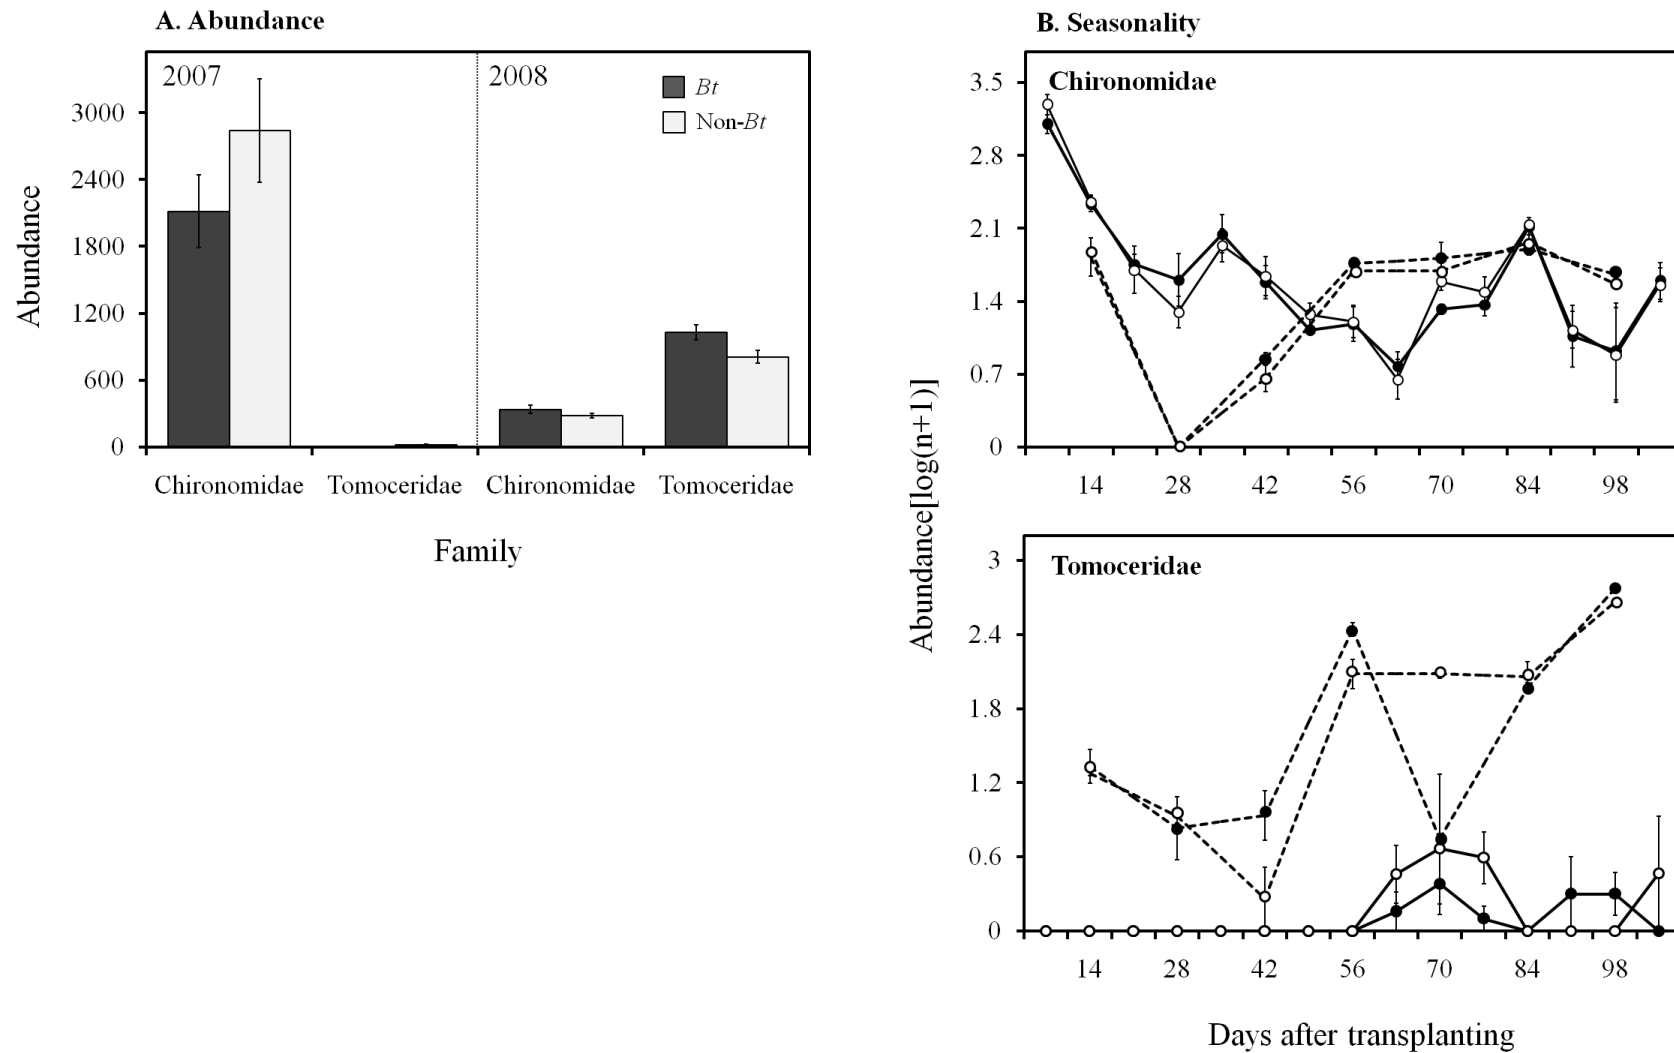 A. Abundance
2007
2008
Bt
Non-Bt
3000
2400
1800
1200
600
0
Abundance
Chironomidae Tomoceridae Chironomidae Tomoceridae
Family
B. Seasonality
Chironomidae
3.5
2.8
2.1
1.4
0.7
0
14 28 42 56 70 84 98
Abundance[log(n+1)]
Tomoceridae
3
2.4
1.8
1.2
0.6
0
14 28 42 56 70 84 98
Days after transplanting